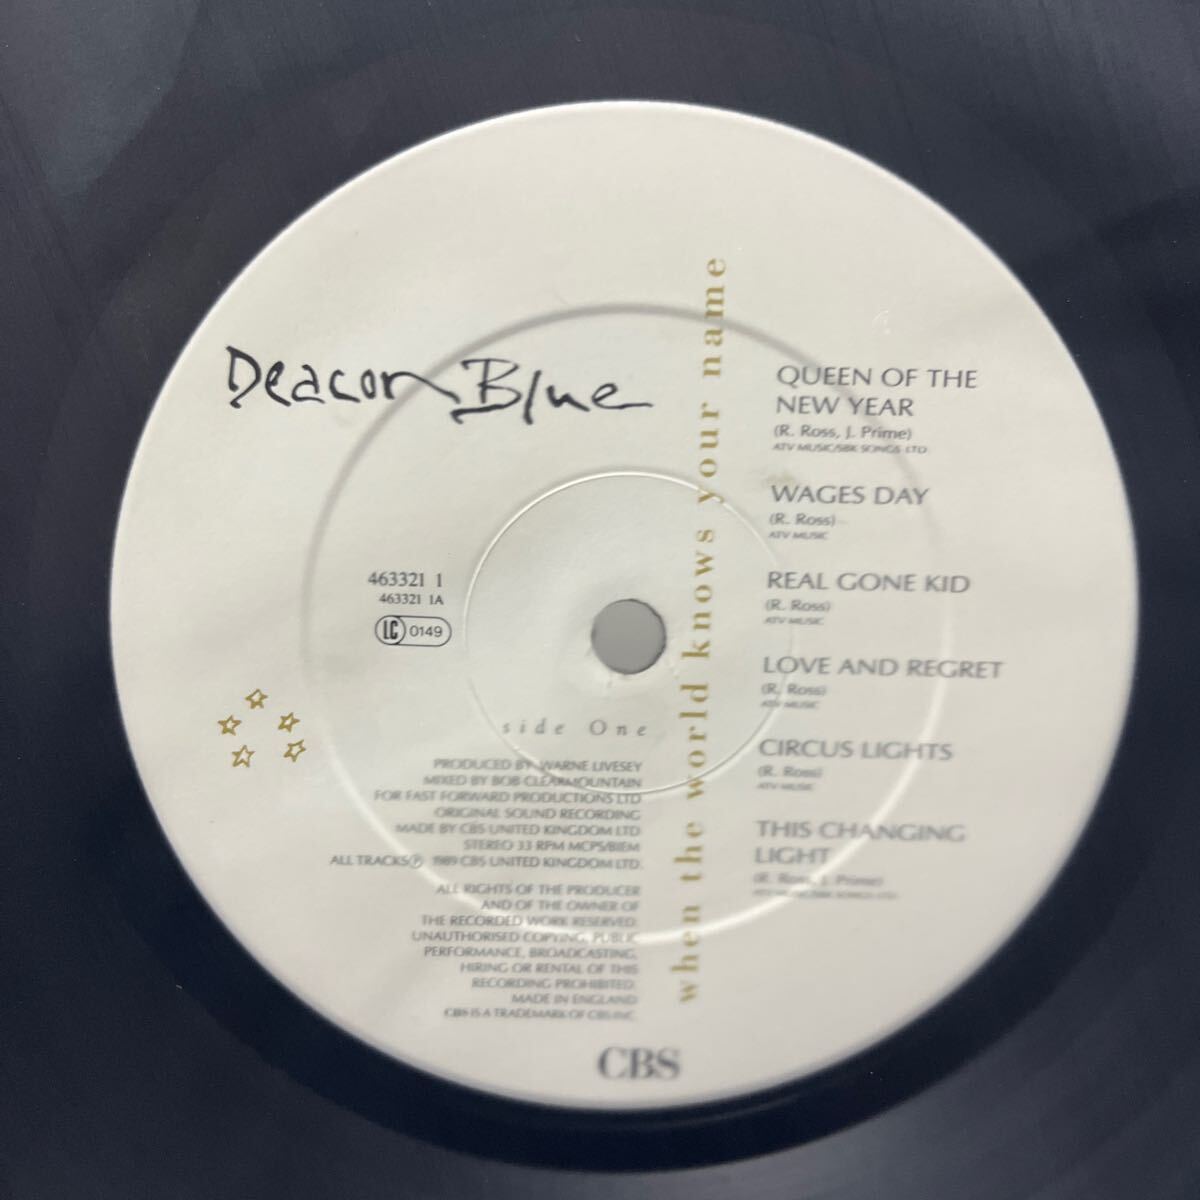 Deacon Blue
when the world knows your name
463321 1
463321 1A
LC 0149
side One
PRODUCED BY WARNE LIVESEY
MIXED BY BOB CLEARMOUNTAIN
FOR FAST FORWARD PRODUCTIONS LTD
ORIGINAL SOUND RECORDING
MADE BY CBS UNITED KINGDOM LTD
STEREO 33 RPM MCPS/BIEM
ALL TRACKS Ⓟ 1989 CBS UNITED KINGDOM LTD.
ALL RIGHTS OF THE PRODUCER
AND OF THE OWNER OF
THE RECORDED WORK RESERVED.
UNAUTHORISED COPYING, PUBLIC
PERFORMANCE, BROADCASTING,
HIRING OR RENTAL OF THIS
RECORDING PROHIBITED.
MADE IN ENGLAND
CBS IS A TRADEMARK OF CBS INC.
QUEEN OF THE
NEW YEAR
(R. Ross, J. Prime)
ATV MUSIC/SBK SONGS LTD
WAGES DAY
(R. Ross)
ATV MUSIC
REAL GONE KID
(R. Ross)
ATV MUSIC
LOVE AND REGRET
(R. Ross)
ATV MUSIC
CIRCUS LIGHTS
(R. Ross)
ATV MUSIC
THIS CHANGING
LIGHT
(R. Ross, J. Prime)
ATV MUSIC/SBK SONGS LTD
CBS